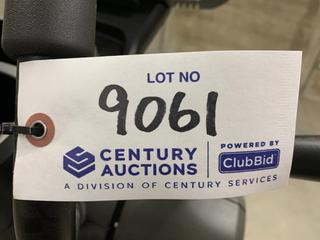 LOT NO
9061
CENTURY
AUCTIONS
POWERED BY
ClubBid
A DIVISION OF CENTURY SERVICES